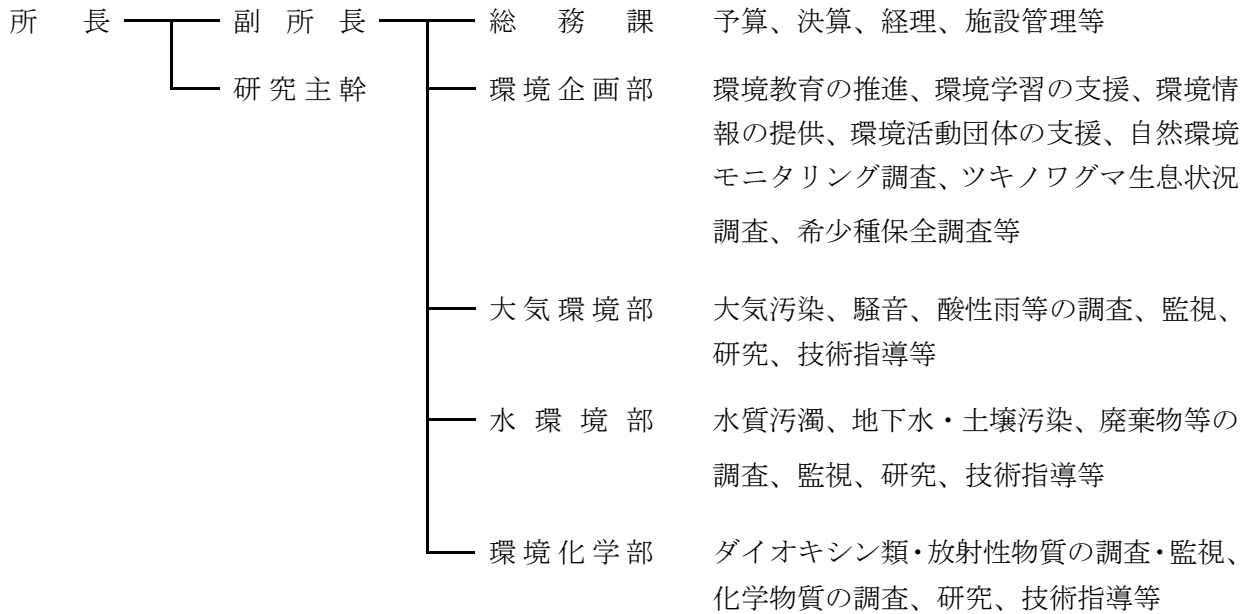 所長 副所長 総務課 予算、決算、経理、施設管理等
研究主幹 環境企画部 環境教育の推進、環境学習の支援、環境情
報の提供、環境活動団体の支援、自然環境
モニタリング調査、ツキノワグマ生息状況
調査、希少種保全調査等
大気環境部 大気汚染、騒音、酸性雨等の調査、監視、
研究、技術指導等
水環境部 水質汚濁、地下水・土壌汚染、廃棄物等の
調査、監視、研究、技術指導等
環境化学部 ダイオキシン類・放射性物質の調査・監視、
化学物質の調査、研究、技術指導等